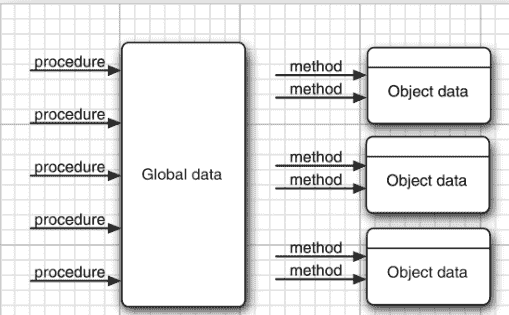 procedure
procedure
procedure
procedure
procedure
Global data
method
method
Object data
method
method
Object data
method
method
Object data